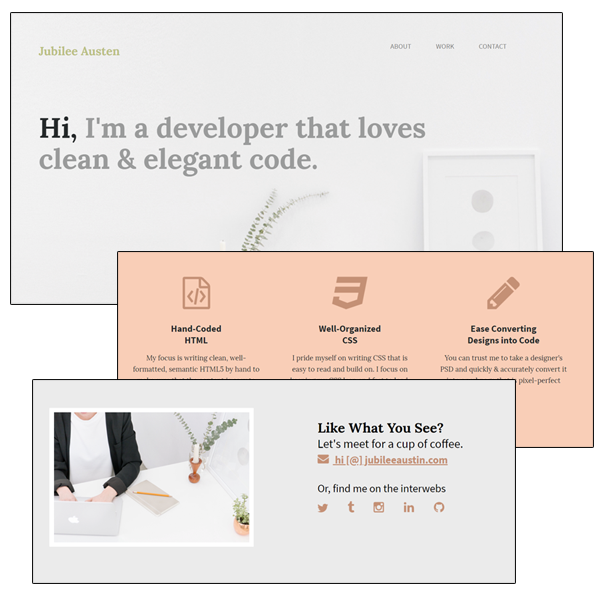 Jubilee Austen
ABOUT WORK CONTACT
Hi, I'm a developer that loves
clean & elegant code.
Hand-Coded
HTML
My focus is writing clean, well-
formatted, semantic HTML5 by hand to
Well-Organized
CSS
I pride myself on writing CSS that is
easy to read and build on. I focus on
Ease Converting
Designs into Code
You can trust me to take a designer's
PSD and quickly & accurately convert it
pixel-perfect
Like What You See?
Let's meet for a cup of coffee.
hi [@] jubileeaustin.com
Or, find me on the interwebs